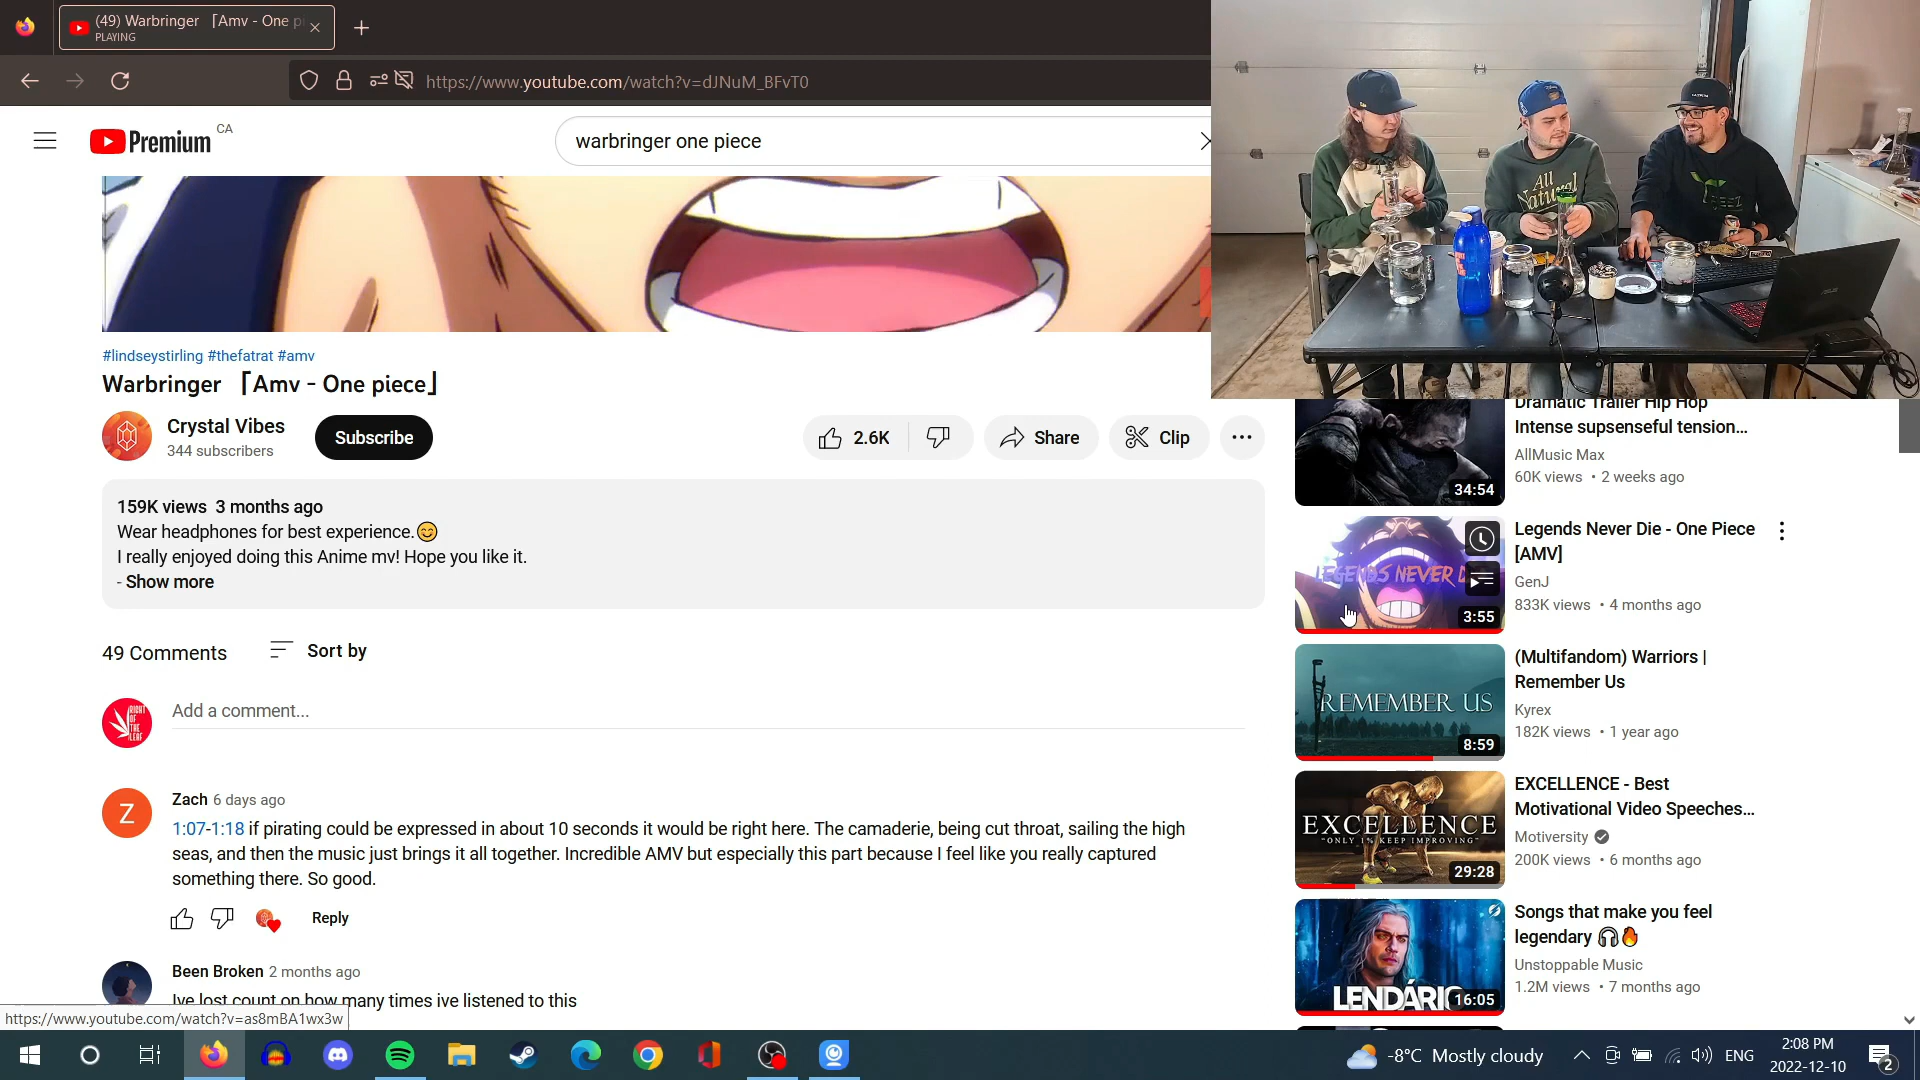 (49) Warbringer 「Amv - One p
PLAYING
https://www.youtube.com/watch?v=dJNuM_BFvT0
Premium CA
warbringer one piece
All
Natural
#lindseystirling #thefatrat #amv
Warbringer 「Amv - One piece」
Crystal Vibes
344 subscribers
Subscribe
2.6K
Share
Clip
159K views 3 months ago
Wear headphones for best experience.😊
I really enjoyed doing this Anime mv! Hope you like it.
- Show more
49 Comments
Sort by
RIGHT
OF
THE
LEAF
Add a comment...
Z
Zach 6 days ago
1:07-1:18 if pirating could be expressed in about 10 seconds it would be right here. The camaderie, being cut throat, sailing the high
seas, and then the music just brings it all together. Incredible AMV but especially this part because I feel like you really captured
something there. So good.
Reply
Been Broken 2 months ago
Ive lost count on how many times ive listened to this
https://www.youtube.com/watch?v=as8mBA1wx3w
Dramatic Trailer Hip Hop
Intense supsenseful tension...
AllMusic Max
60K views • 2 weeks ago
34:54
LEGENDS NEVER D
3:55
Legends Never Die - One Piece
[AMV]
GenJ
833K views • 4 months ago
REMEMBER US
8:59
(Multifandom) Warriors |
Remember Us
Kyrex
182K views • 1 year ago
EXCELLENCE
"ONLY 1% KEEP IMPROVING"
29:28
EXCELLENCE - Best
Motivational Video Speeches...
Motiversity
200K views • 6 months ago
LENDÁRIO
16:05
Songs that make you feel
legendary 🎧🔥
Unstoppable Music
1.2M views • 7 months ago
-8°C Mostly cloudy
ENG
2:08 PM
2022-12-10
2